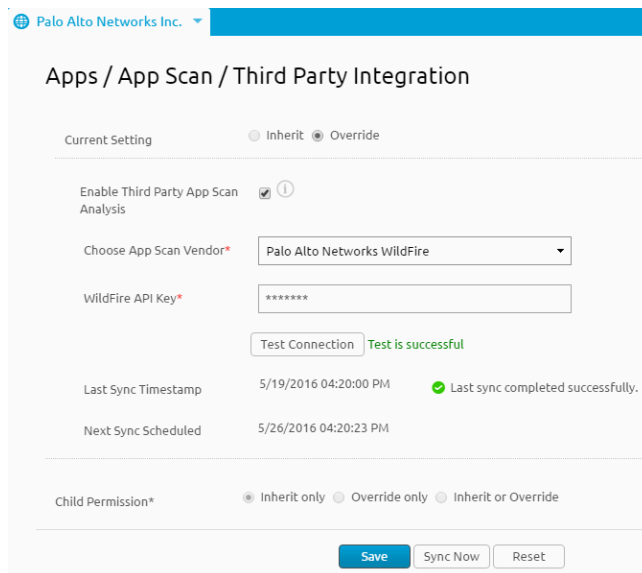 Palo Alto Networks Inc.
Apps / App Scan / Third Party Integration
Current Setting Inherit Override
Enable Third Party App Scan
Analysis
Choose App Scan Vendor* Palo Alto Networks WildFire
WildFire API Key* *******
Test Connection Test is successful
Last Sync Timestamp 5/19/2016 04:20:00 PM Last sync completed successfully.
Next Sync Scheduled 5/26/2016 04:20:23 PM
Child Permission* Inherit only Override only Inherit or Override
Save Sync Now Reset